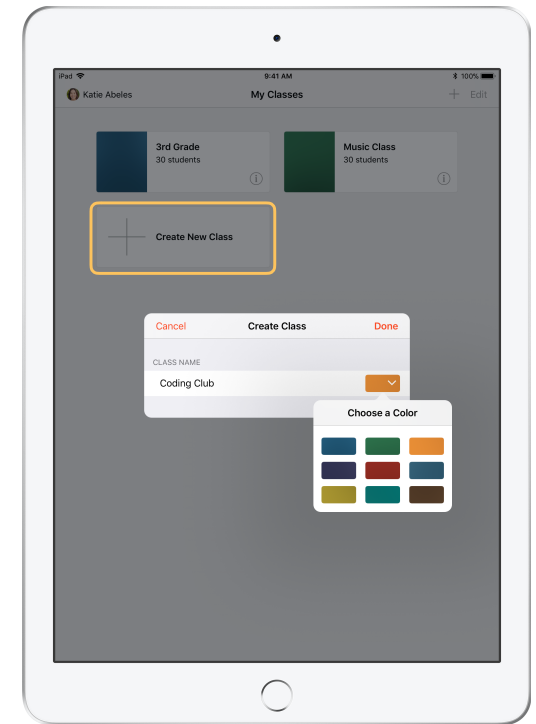 iPad 9:41 AM 100%
Katie Abeles My Classes Edit
3rd Grade
30 students
Music Class
30 students
Create New Class
Cancel Create Class Done
CLASS NAME
Coding Club
Choose a Color